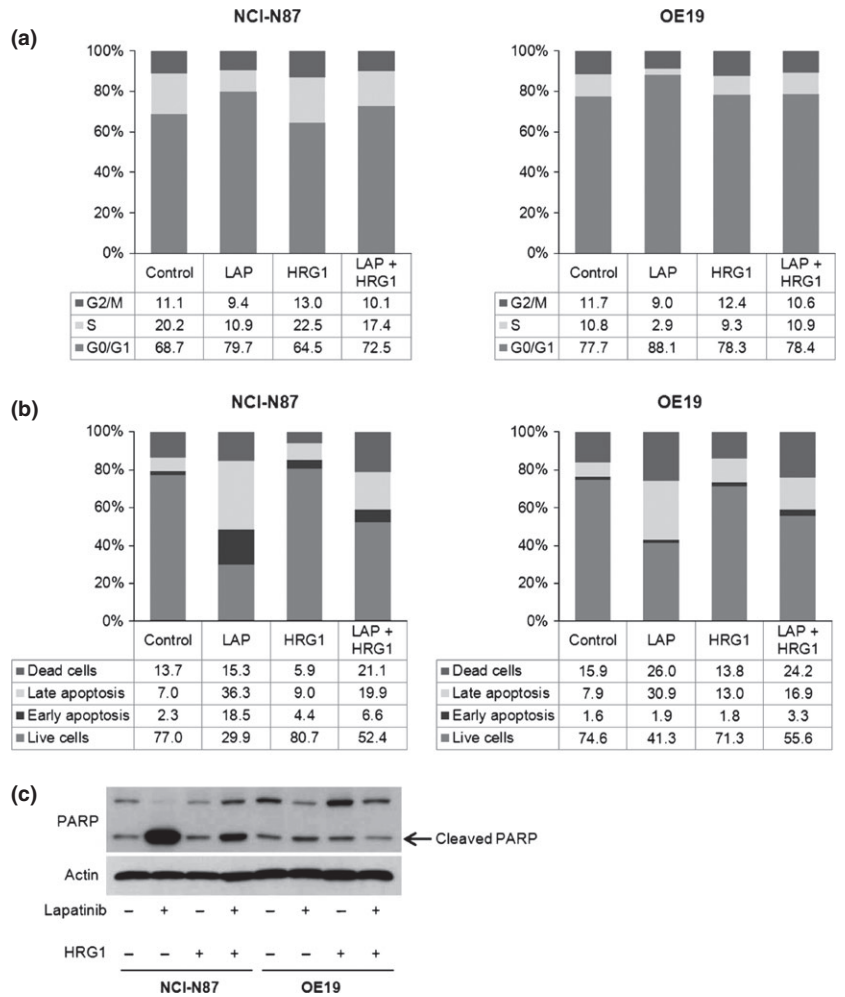 (a)
NCI-N87
100%
80%
60%
40%
20%
0%
Control LAP HRG1 LAP + HRG1
G2/M 11.1 9.4 13.0 10.1
S 20.2 10.9 22.5 17.4
G0/G1 68.7 79.7 64.5 72.5
OE19
100%
80%
60%
40%
20%
0%
Control LAP HRG1 LAP + HRG1
G2/M 11.7 9.0 12.4 10.6
S 10.8 2.9 9.3 10.9
G0/G1 77.7 88.1 78.3 78.4
(b)
NCI-N87
100%
80%
60%
40%
20%
0%
Control LAP HRG1 LAP + HRG1
Dead cells 13.7 15.3 5.9 21.1
Late apoptosis 7.0 36.3 9.0 19.9
Early apoptosis 2.3 18.5 4.4 6.6
Live cells 77.0 29.9 80.7 52.4
OE19
100%
80%
60%
40%
20%
0%
Control LAP HRG1 LAP + HRG1
Dead cells 15.9 26.0 13.8 24.2
Late apoptosis 7.9 30.9 13.0 16.9
Early apoptosis 1.6 1.9 1.8 3.3
Live cells 74.6 41.3 71.3 55.6
(c)
PARP
Cleaved PARP
Actin
Lapatinib – + – + – + – +
HRG1 – – + + – – + +
NCI-N87 OE19